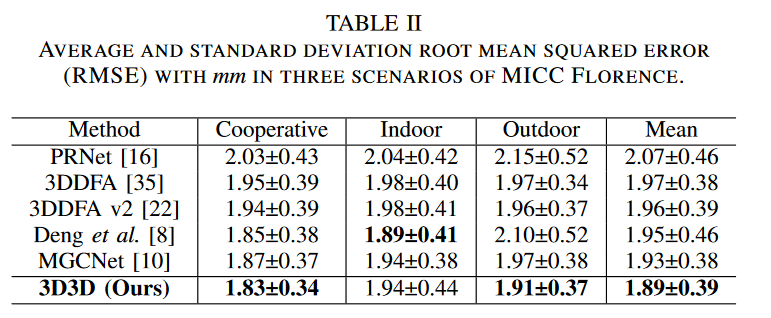 TABLE II
AVERAGE AND STANDARD DEVIATION ROOT MEAN SQUARED ERROR
(RMSE) WITH mm IN THREE SCENARIOS OF MICC FLORENCE.
Method Cooperative Indoor Outdoor Mean
PRNet [16] 2.03±0.43 2.04±0.42 2.15±0.52 2.07±0.46
3DDFA [35] 1.95±0.39 1.98±0.40 1.97±0.34 1.97±0.38
3DDFA v2 [22] 1.94±0.39 1.98±0.41 1.96±0.37 1.96±0.39
Deng et al. [8] 1.85±0.38 1.89±0.41 2.10±0.52 1.95±0.46
MGCNet [10] 1.87±0.37 1.94±0.38 1.97±0.38 1.93±0.38
3D3D (Ours) 1.83±0.34 1.94±0.44 1.91±0.37 1.89±0.39